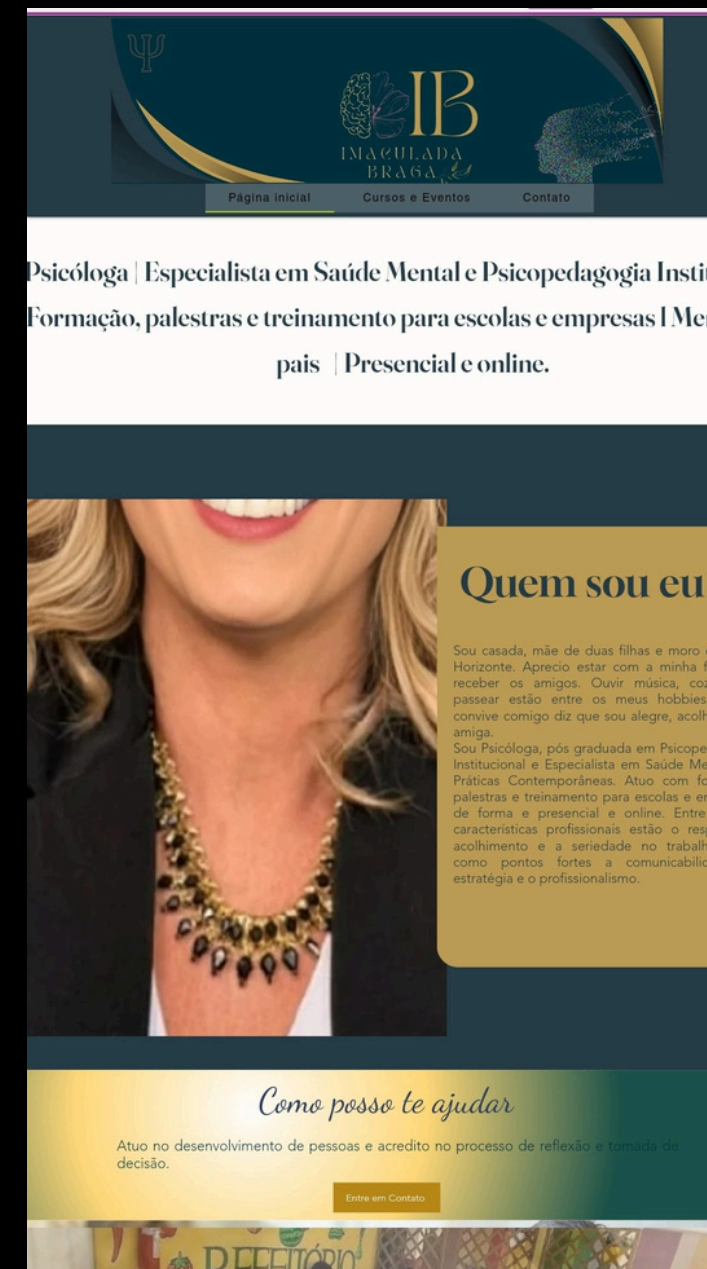 Ψ
IB
IMACULADA
BRAGA
Página inicial Cursos e Eventos Contato
Psicóloga | Especialista em Saúde Mental e Psicopedagogia Insti
Formação, palestras e treinamento para escolas e empresas l Me
pais | Presencial e online.
Quem sou eu
Sou casada, mãe de duas filhas e moro
Horizonte. Aprecio estar com a minha f
receber os amigos. Ouvir música, coz
passear estão entre os meus hobbies
convive comigo diz que sou alegre, acolh
amiga.
Sou Psicóloga, pós graduada em Psicope
Institucional e Especialista em Saúde Me
Práticas Contemporâneas. Atuo com fo
palestras e treinamento para escolas e e
de forma e presencial e online. Entre
características profissionais estão o res
acolhimento e a seriedade no trabalh
como pontos fortes a comunicabili
estratégia e o profissionalismo.
Como posso te ajudar
Atuo no desenvolvimento de pessoas e acredito no processo de reflexão e tomada de
decisão.
Entre em Contato
REFEITÓRIO